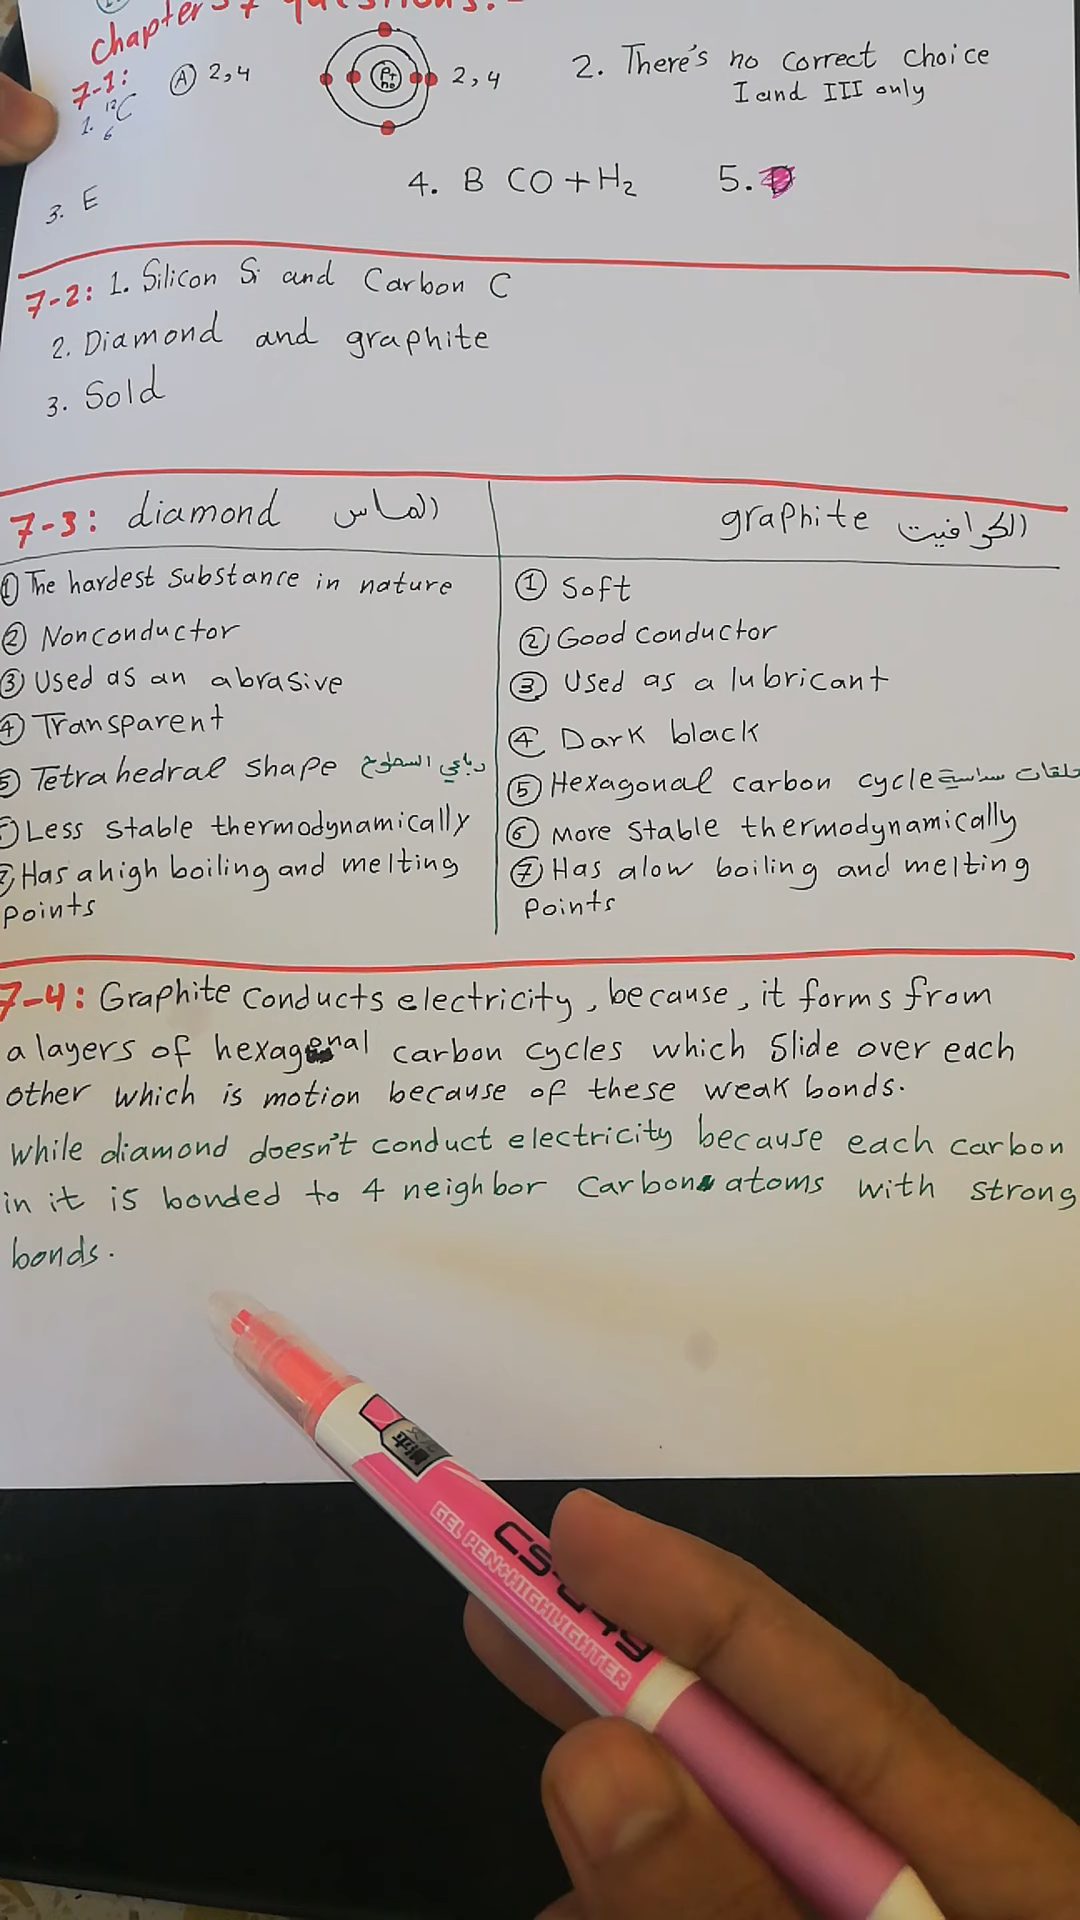 Chapter 7 questions:
7-1:
1. ¹²₆C
Ⓐ 2,4
P+
n0
2,4
2. There's no correct choice
I and III only
3. E
4. B CO + H₂
5. D
7-2: 1. Silicon Si and Carbon C
2. Diamond and graphite
3. Sold
7-3: diamond الماس
graphite الكرافيت
① The hardest substance in nature
② Nonconductor
③ Used as an abrasive
④ Transparent
⑤ Tetrahedral shape رباعي السطوح
Less stable thermodynamically
⑦ Has a high boiling and melting
points
① Soft
② Good conductor
③ Used as a lubricant
④ Dark black
⑤ Hexagonal carbon cycle حلقات سداسية
⑥ More stable thermodynamically
⑦ Has a low boiling and melting
points
7-4: Graphite conducts electricity, because, it forms from
a layers of hexagonal carbon cycles which slide over each
other which is motion because of these weak bonds.
while diamond doesn't conduct electricity because each carbon
in it is bonded to 4 neighbor carbon atoms with strong
bonds.
GEL PEN+HIGHLIGHTER